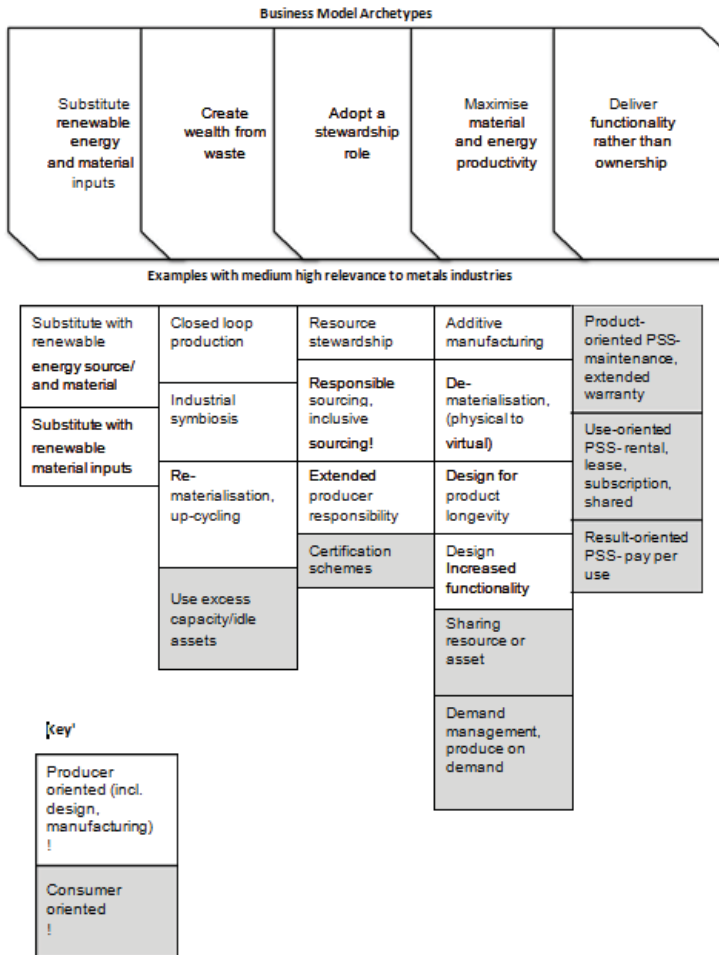 Business Model Archetypes
Substitute
renewable
energy
and material
inputs
Create
wealth from
waste
Adopt a
stewardship
role
Maximise
material
and energy
productivity
Deliver
functionality
rather than
ownership
Examples with medium high relevance to metals industries
Substitute with
renewable
energy source/
and material
Substitute with
renewable
material inputs
Closed loop
production
Industrial
symbiosis
Re-
materialisation,
up-cycling
Use excess
capacity/idle
assets
Resource
stewardship
Responsible
sourcing,
inclusive
sourcing!
Extended
producer
responsibility
Certification
schemes
Additive
manufacturing
De-
materialisation,
(physical to
virtual)
Design for
product
longevity
Design
Increased
functionality
Sharing
resource or
asset
Demand
management,
produce on
demand
Product-
oriented PSS-
maintenance,
extended
warranty
Use-oriented
PSS- rental,
lease,
subscription,
shared
Result-oriented
PSS- pay per
use
Key'
Producer
oriented (incl.
design,
manufacturing)
!
Consumer
oriented
!